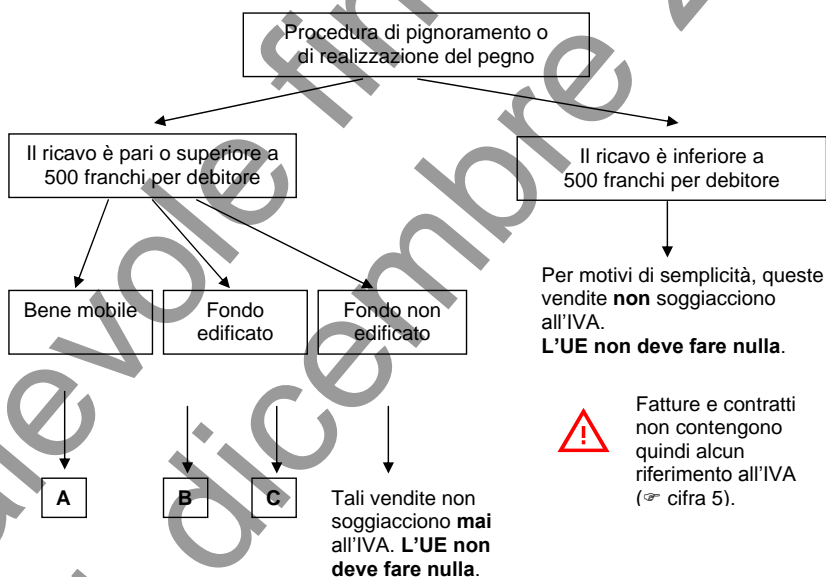 Procedura di pignoramento o
di realizzazione del pegno
Il ricavo è pari o superiore a
500 franchi per debitore
Il ricavo è inferiore a
500 franchi per debitore
Bene mobile
Fondo
edificato
Fondo non
edificato
Per motivi di semplicità, queste
vendite non soggiacciono
all'IVA.
L'UE non deve fare nulla.
Fatture e contratti
non contengono
quindi alcun
riferimento all'IVA
(☞ cifra 5).
A
B
C
Tali vendite non
soggiacciono mai
all'IVA. L'UE non
deve fare nulla.